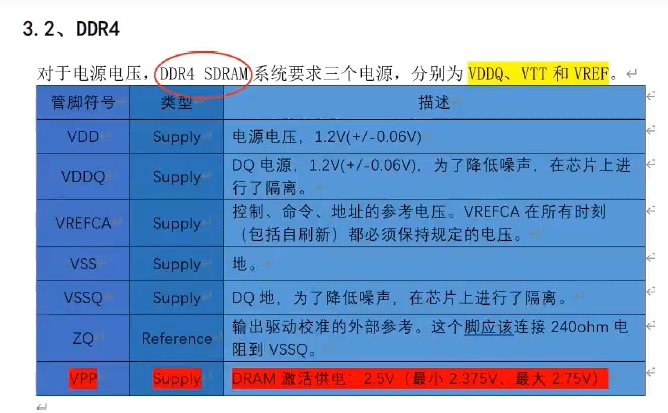 3.2、DDR4
对于电源电压，DDR4 SDRAM 系统要求三个电源，分别为 VDDQ、VTT 和 VREF。
管脚符号 类型 描述
VDD Supply 电源电压，1.2V(+/-0.06V)
VDDQ Supply DQ 电源，1.2V(+/-0.06V)，为了降低噪声，在芯片上进
行了隔离。
VREFCA Supply 控制、命令、地址的参考电压。VREFCA 在所有时刻
（包括自刷新）都必须保持规定的电压。
VSS Supply 地。
VSSQ Supply DQ 地，为了降低噪声，在芯片上进行了隔离。
ZQ Reference 输出驱动校准的外部参考。这个脚应该连接 240ohm 电
阻到 VSSQ。
VPP Supply DRAM 激活供电：2.5V（最小 2.375V、最大 2.75V）